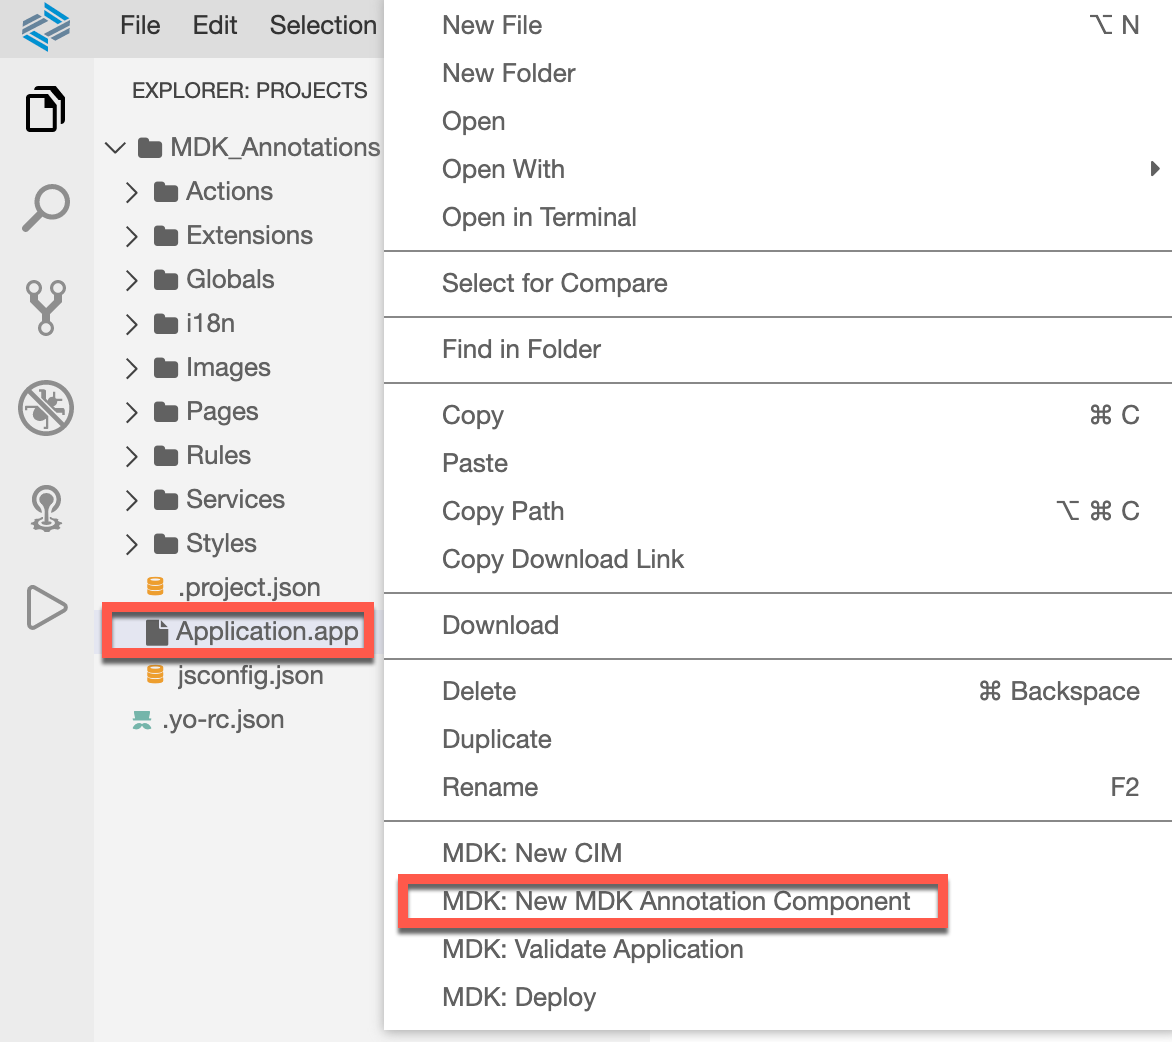 File Edit Selection
EXPLORER: PROJECTS
MDK_Annotations
Actions
Extensions
Globals
i18n
Images
Pages
Rules
Services
Styles
.project.json
Application.app
jsconfig.json
.yo-rc.json
New File ⌥ N
New Folder
Open
Open With
Open in Terminal
Select for Compare
Find in Folder
Copy ⌘ C
Paste
Copy Path ⌥ ⌘ C
Copy Download Link
Download
Delete ⌘ Backspace
Duplicate
Rename F2
MDK: New CIM
MDK: New MDK Annotation Component
MDK: Validate Application
MDK: Deploy